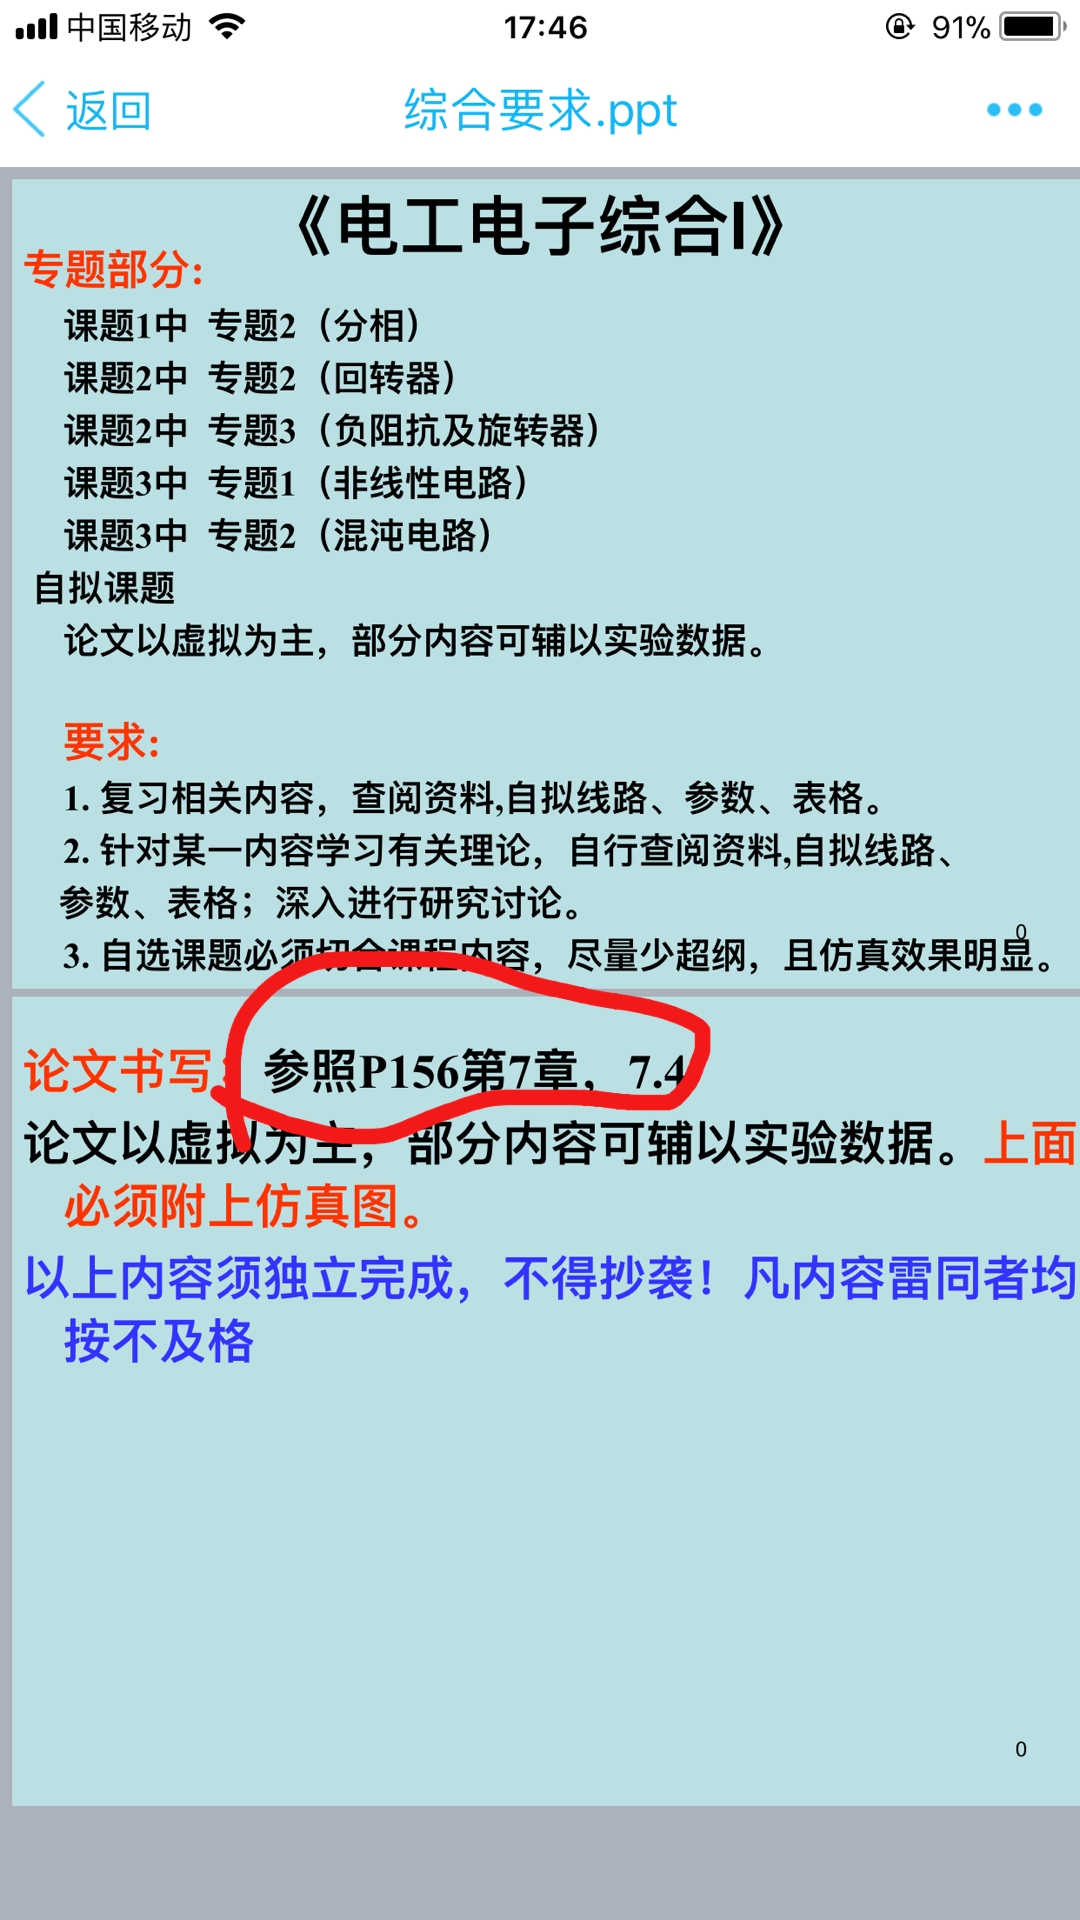 中国移动 17:46 91%
返回 综合要求.ppt
《电工电子综合Ⅰ》
专题部分:
课题1中 专题2（分相）
课题2中 专题2（回转器）
课题2中 专题3（负阻抗及旋转器）
课题3中 专题1（非线性电路）
课题3中 专题2（混沌电路）
自拟课题
论文以虚拟为主，部分内容可辅以实验数据。
要求:
1. 复习相关内容，查阅资料,自拟线路、参数、表格。
2. 针对某一内容学习有关理论，自行查阅资料,自拟线路、
参数、表格；深入进行研究讨论。
0
3. 自选课题必须切合课程内容，尽量少超纲，且仿真效果明显。
论文书写：参照P156第7章，7.4
论文以虚拟为主，部分内容可辅以实验数据。上面
必须附上仿真图。
以上内容须独立完成，不得抄袭！凡内容雷同者均
按不及格
0